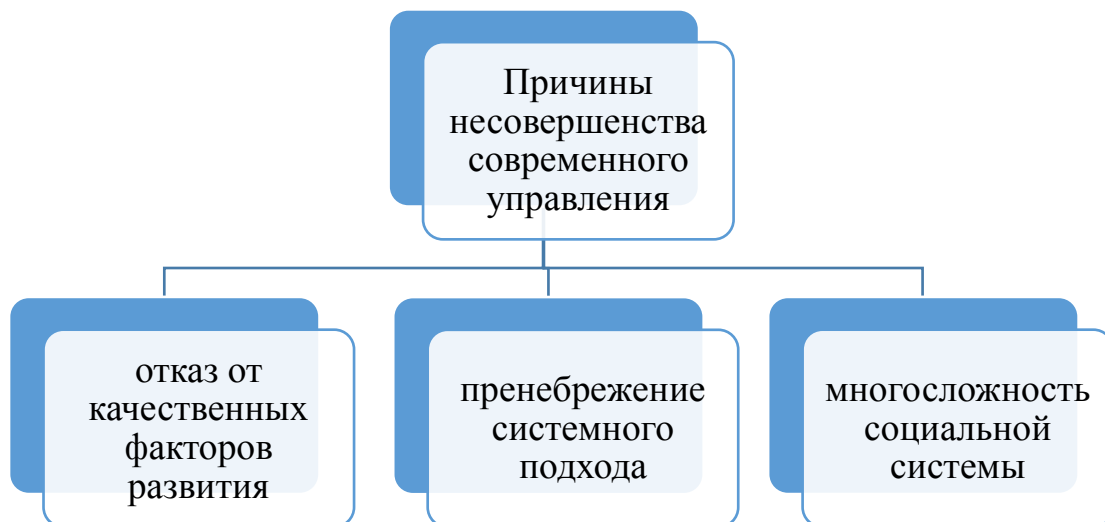 Причины
несовершенства
современного
управления
отказ от
качественных
факторов
развития
пренебрежение
системного
подхода
многосложность
социальной
системы